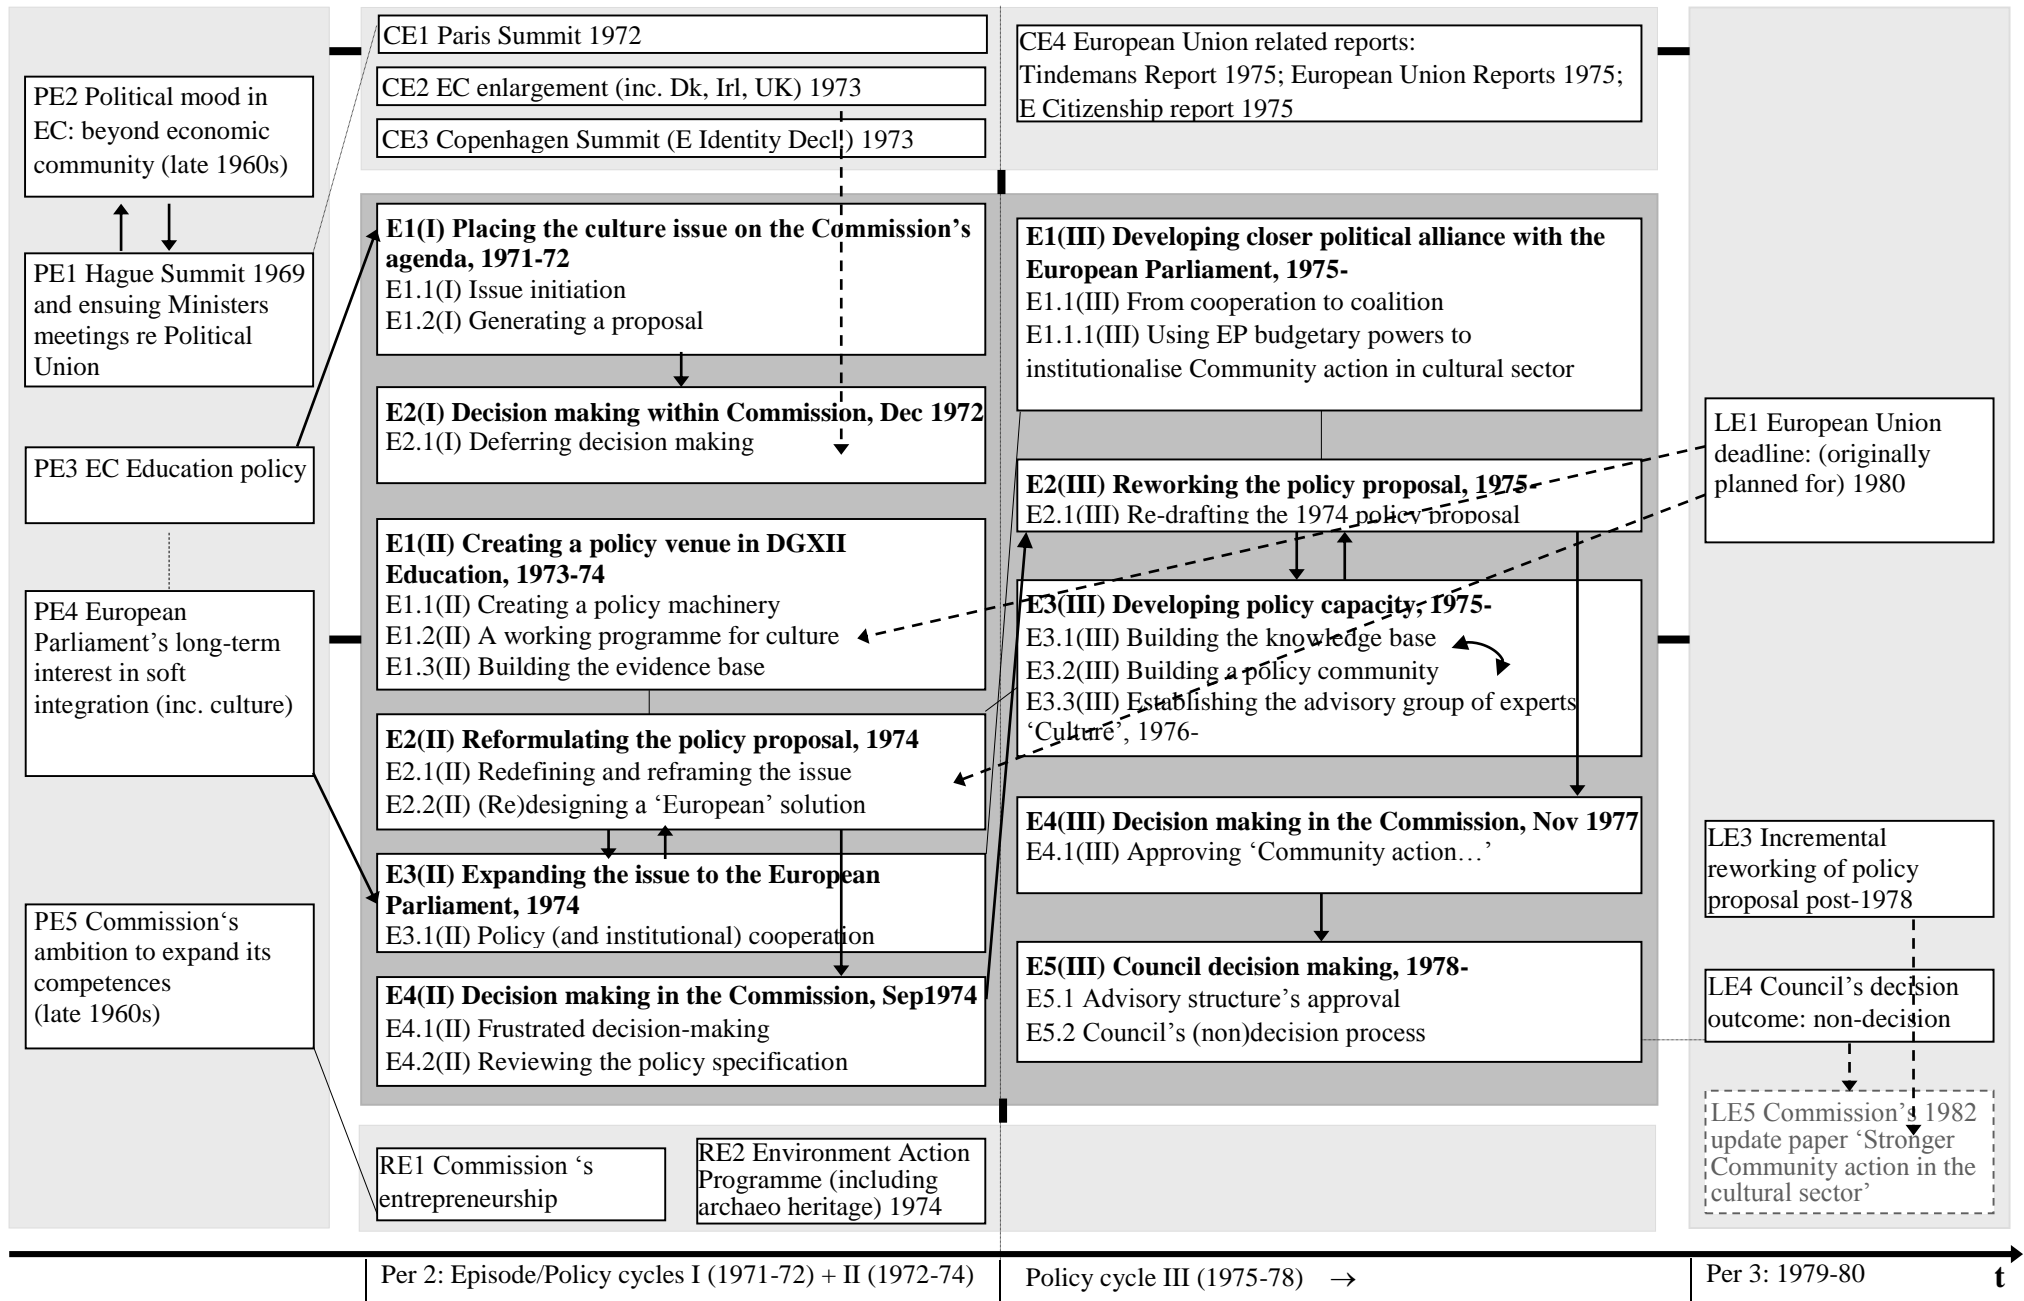 PE2 Political mood in
EC: beyond economic
community (late 1960s)
PE1 Hague Summit 1969
and ensuing Ministers
meetings re Political
Union
PE3 EC Education policy
PE4 European
Parliament’s long-term
interest in soft
integration (inc. culture)
PE5 Commission‘s
ambition to expand its
competences
(late 1960s)
CE1 Paris Summit 1972
CE2 EC enlargement (inc. Dk, Irl, UK) 1973
CE3 Copenhagen Summit (E Identity Decl.) 1973
CE4 European Union related reports:
Tindemans Report 1975; European Union Reports 1975;
E Citizenship report 1975
E1(I) Placing the culture issue on the Commission’s
agenda, 1971-72
E1.1(I) Issue initiation
E1.2(I) Generating a proposal
E2(I) Decision making within Commission, Dec 1972
E2.1(I) Deferring decision making
E1(II) Creating a policy venue in DGXII
Education, 1973-74
E1.1(II) Creating a policy machinery
E1.2(II) A working programme for culture
E1.3(II) Building the evidence base
E2(II) Reformulating the policy proposal, 1974
E2.1(II) Redefining and reframing the issue
E2.2(II) (Re)designing a ‘European’ solution
E3(II) Expanding the issue to the European
Parliament, 1974
E3.1(II) Policy (and institutional) cooperation
E4(II) Decision making in the Commission, Sep1974
E4.1(II) Frustrated decision-making
E4.2(II) Reviewing the policy specification
E1(III) Developing closer political alliance with the
European Parliament, 1975-
E1.1(III) From cooperation to coalition
E1.1.1(III) Using EP budgetary powers to
institutionalise Community action in cultural sector
E2(III) Reworking the policy proposal, 1975-
E2.1(III) Re-drafting the 1974 policy proposal
E3(III) Developing policy capacity, 1975-
E3.1(III) Building the knowledge base
E3.2(III) Building a policy community
E3.3(III) Establishing the advisory group of experts
‘Culture’, 1976-
E4(III) Decision making in the Commission, Nov 1977
E4.1(III) Approving ‘Community action…’
E5(III) Council decision making, 1978-
E5.1 Advisory structure’s approval
E5.2 Council’s (non)decision process
RE1 Commission ‘s
entrepreneurship
RE2 Environment Action
Programme (including
archaeo heritage) 1974
LE1 European Union
deadline: (originally
planned for) 1980
LE3 Incremental
reworking of policy
proposal post-1978
LE4 Council’s decision
outcome: non-decision
LE5 Commission’s 1982
update paper ‘Stronger
Community action in the
cultural sector’
Per 2: Episode/Policy cycles I (1971-72) + II (1972-74)
Policy cycle III (1975-78) →
Per 3: 1979-80
t